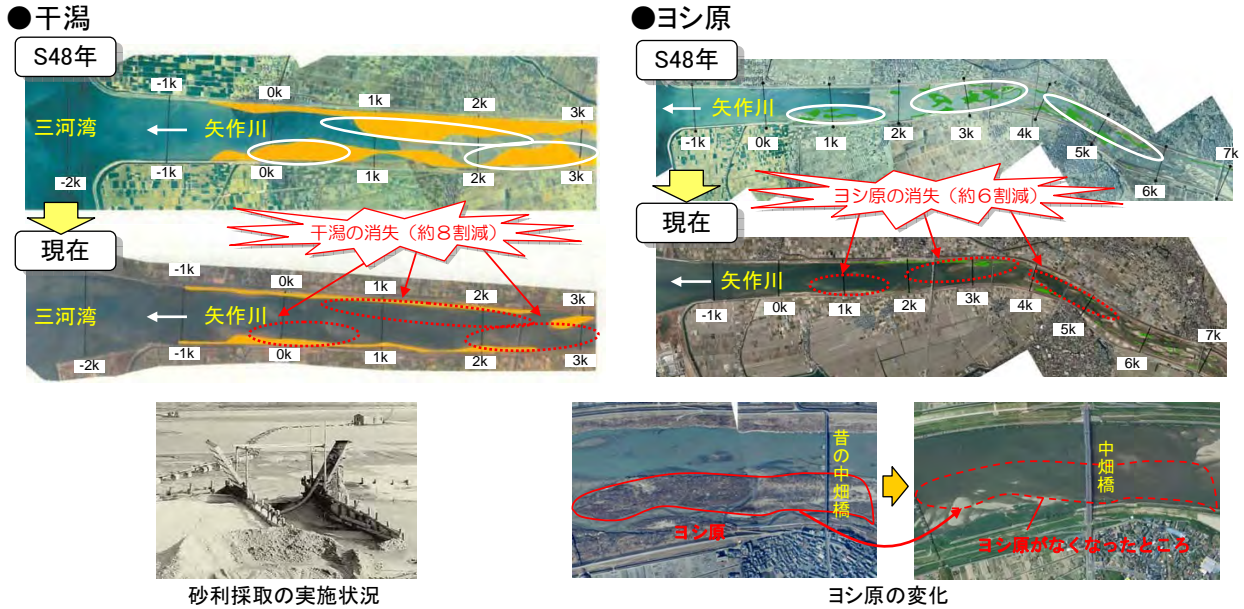 ●干潟
S48年
-1k
0k
1k
2k
3k
三河湾
矢作川
-2k
-1k
0k
1k
2k
3k
干潟の消失（約８割減）
現在
-1k
0k
1k
2k
3k
三河湾
矢作川
-2k
-1k
0k
1k
2k
3k
●ヨシ原
S48年
矢作川
-1k
0k
1k
2k
3k
4k
5k
6k
7k
ヨシ原の消失（約６割減）
現在
矢作川
-1k
0k
1k
2k
3k
4k
5k
6k
7k
砂利採取の実施状況
昔の中畑橋
ヨシ原
中畑橋
ヨシ原がなくなったところ
ヨシ原の変化